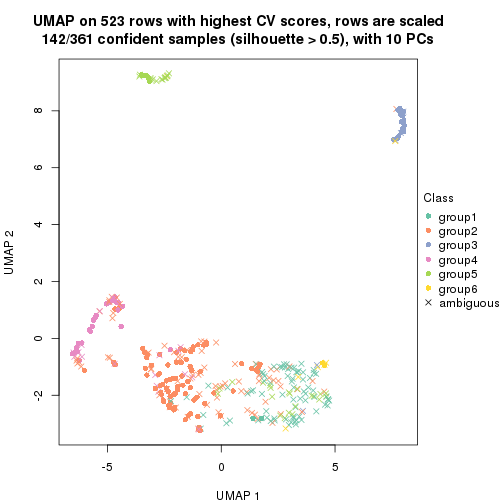 UMAP on 523 rows with highest CV scores, rows are scaled
142/361 confident samples (silhouette > 0.5), with 10 PCs
8
6
4
2
0
-2
UMAP 2
-5
0
5
UMAP 1
Class
group1
group2
group3
group4
group5
group6
ambiguous